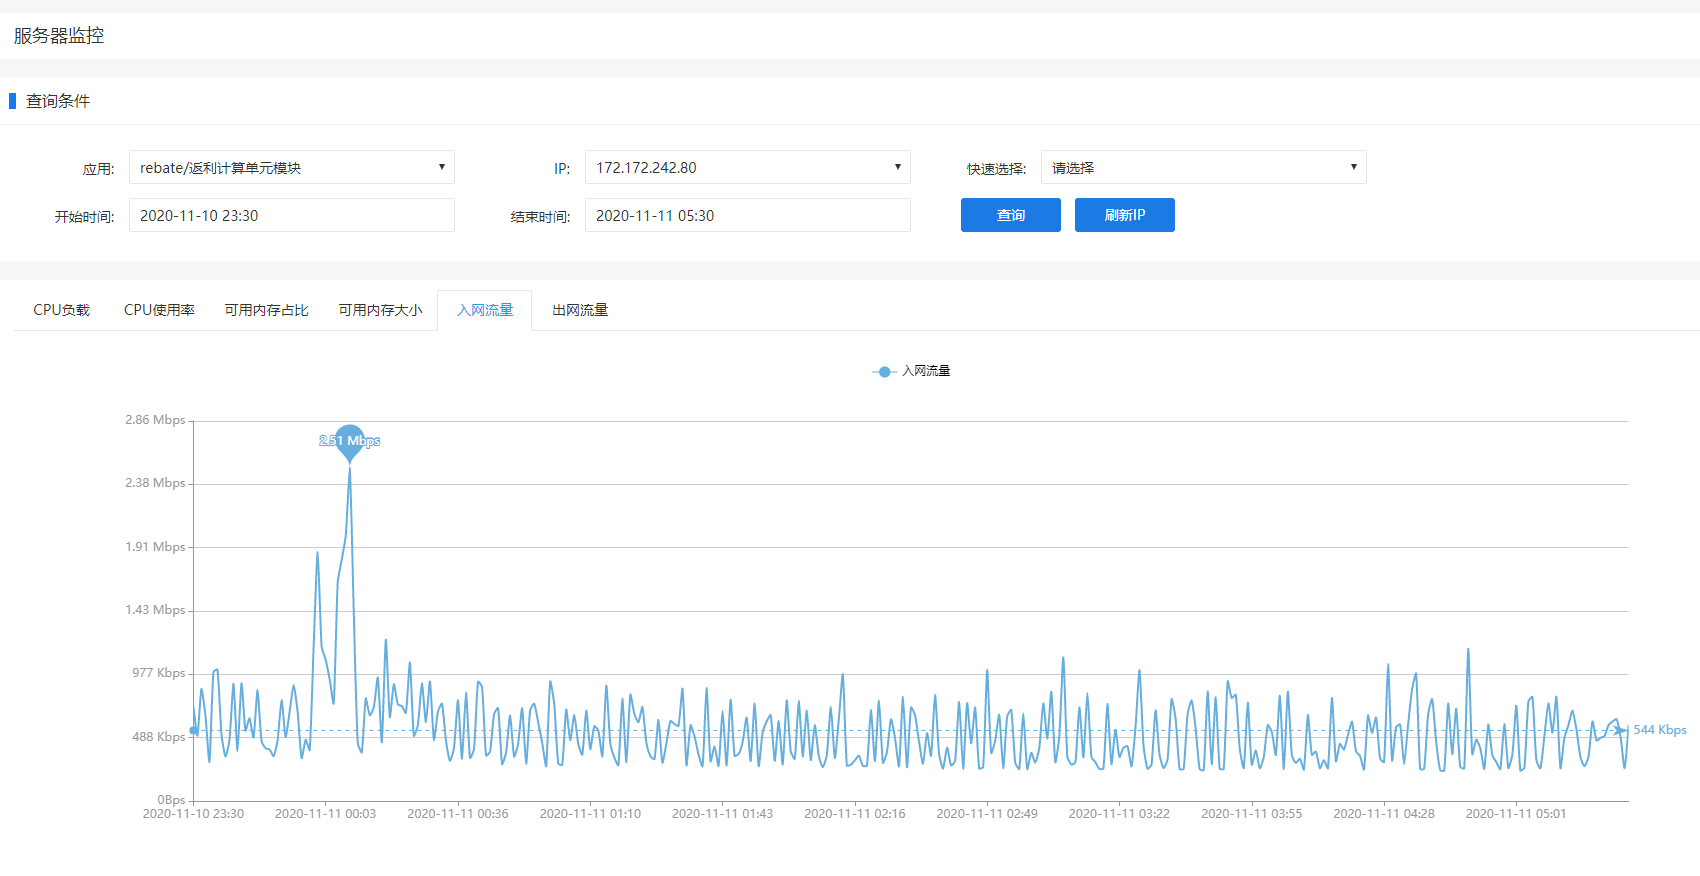 服务器监控
查询条件
应用: rebate/返利计算单元模块 IP: 172.172.242.80 快速选择: 请选择
开始时间: 2020-11-10 23:30 结束时间: 2020-11-11 05:30 查询 刷新IP
CPU负载 CPU使用率 可用内存占比 可用内存大小 入网流量 出网流量
入网流量
2.86 Mbps
2.51 Mbps
2.38 Mbps
1.91 Mbps
1.43 Mbps
977 Kbps
488 Kbps
544 Kbps
0Bps
2020-11-10 23:30 2020-11-11 00:03 2020-11-11 00:36 2020-11-11 01:10 2020-11-11 01:43 2020-11-11 02:16 2020-11-11 02:49 2020-11-11 03:22 2020-11-11 03:55 2020-11-11 04:28 2020-11-11 05:01